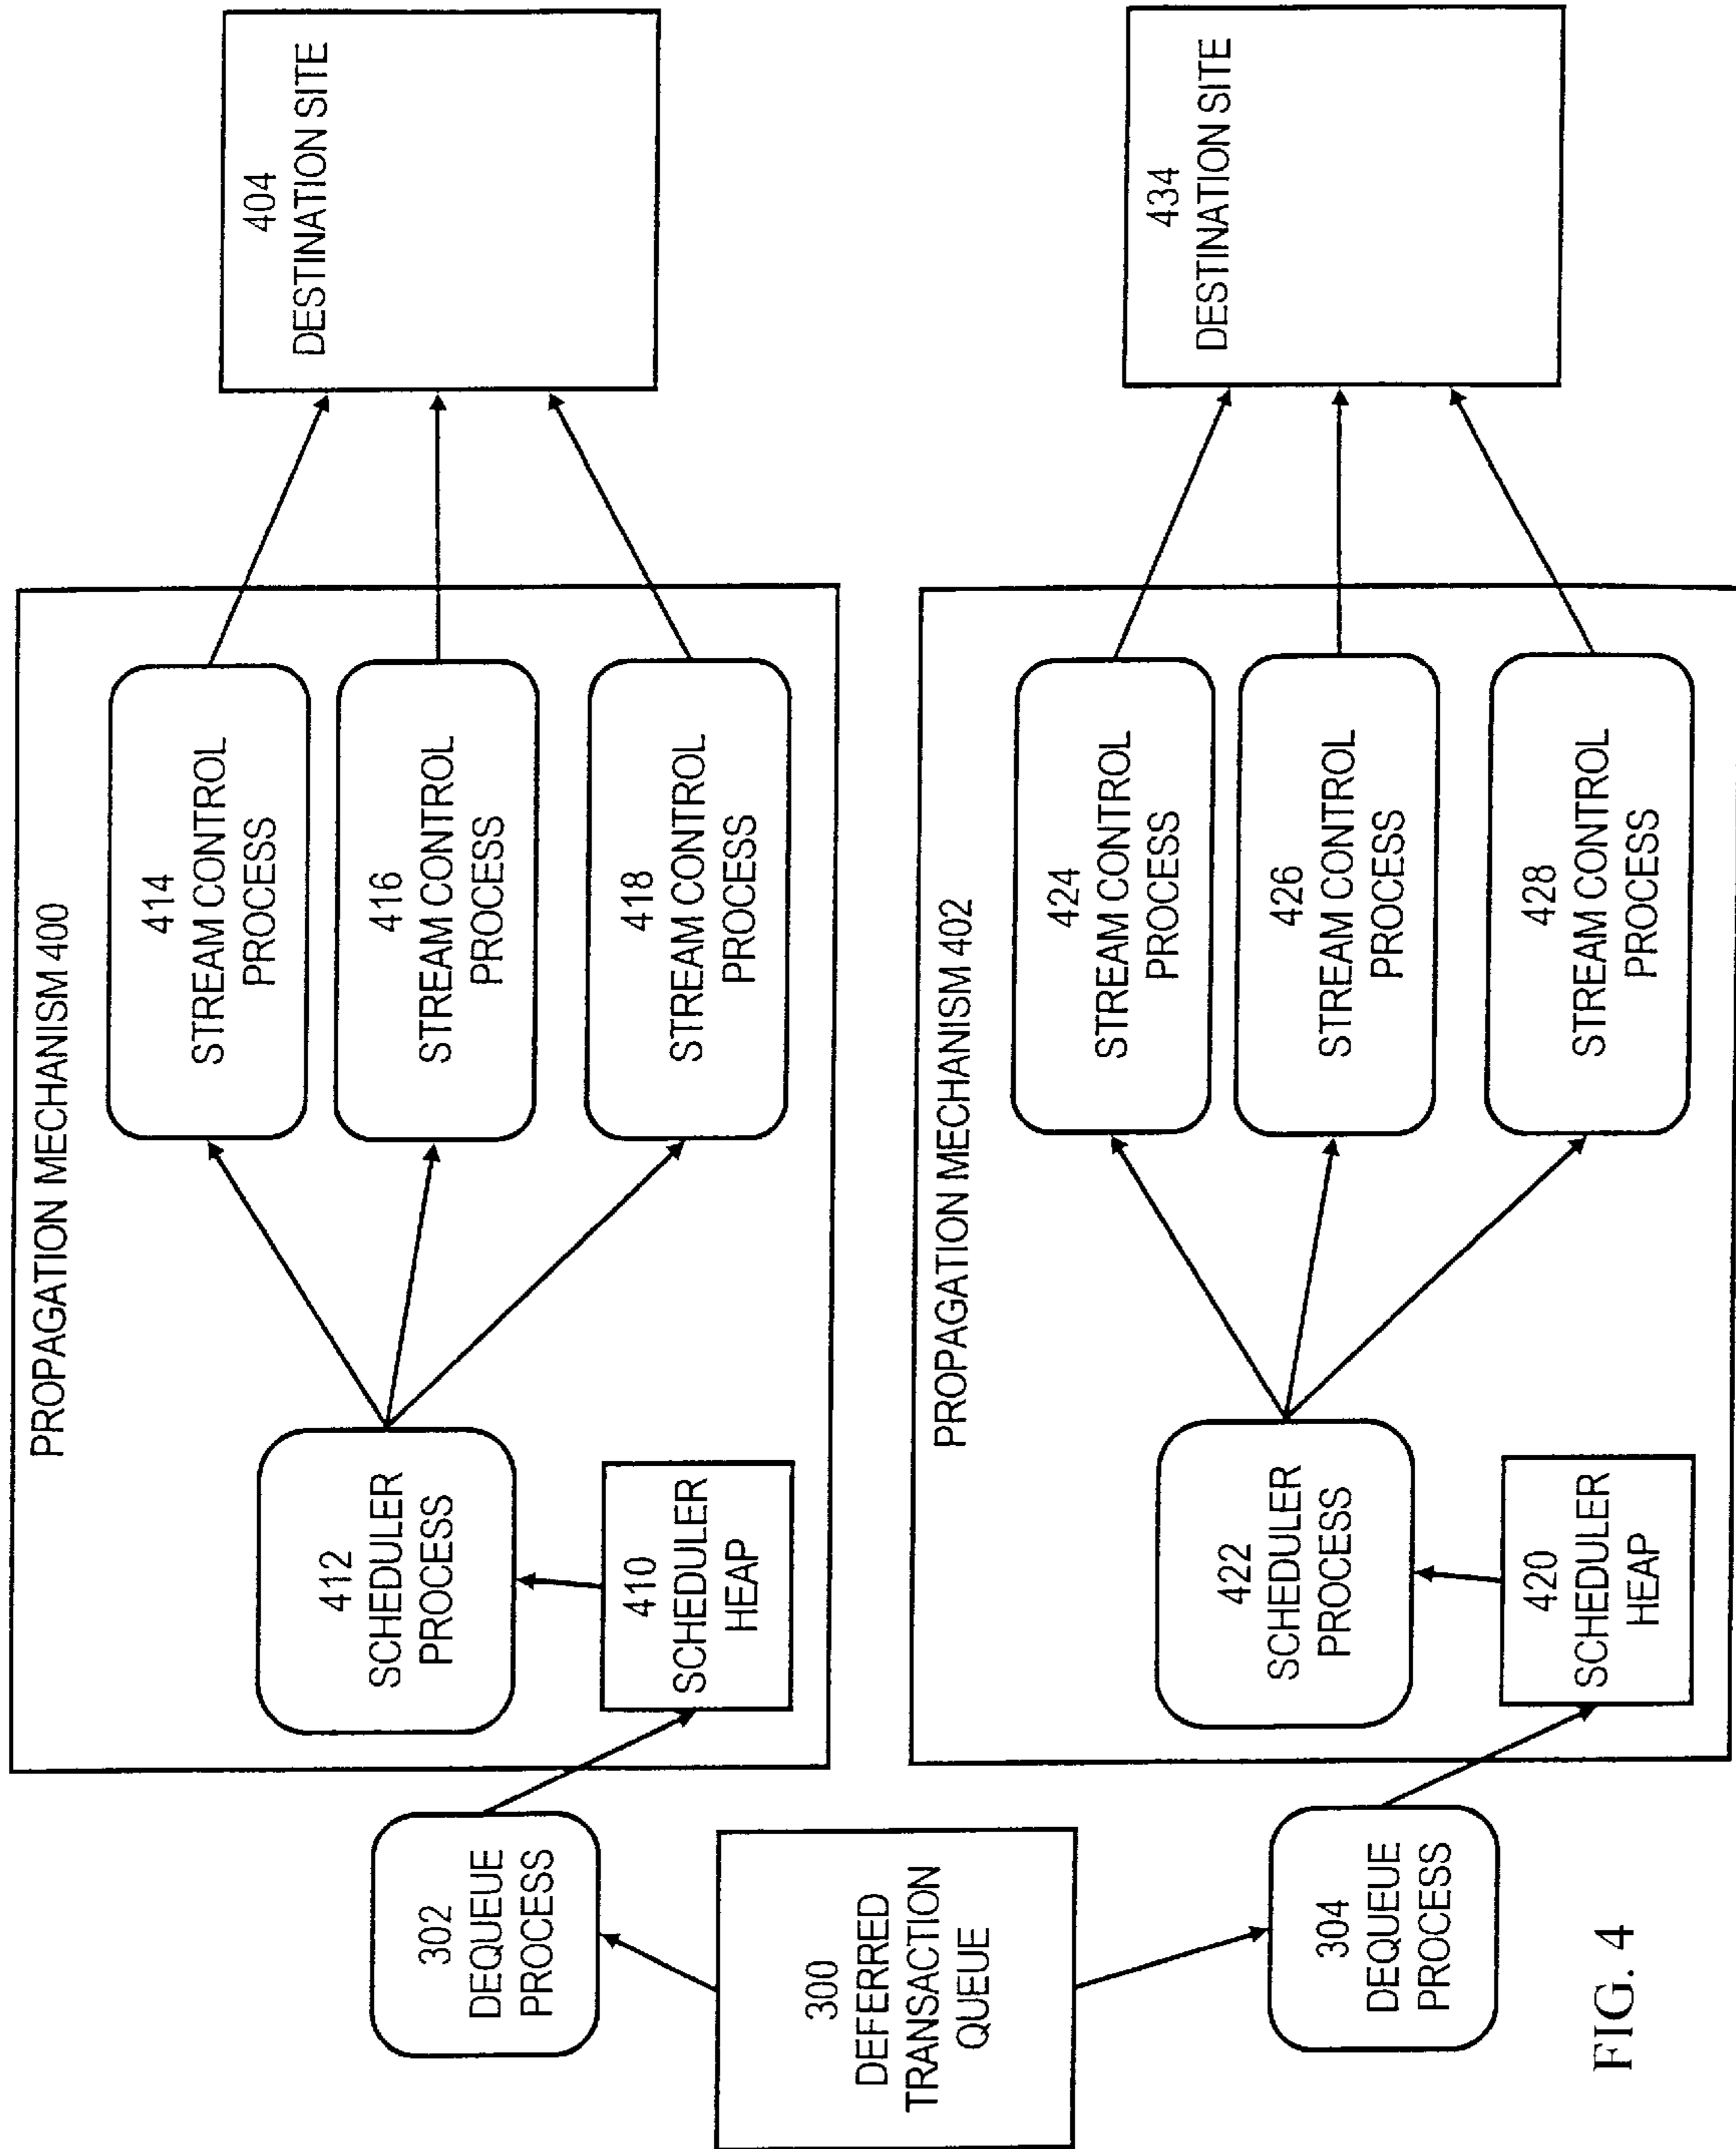 PROPAGATION MECHANISM 400
302
DEQUEUE
PROCESS
412
SCHEDULER
PROCESS
410
SCHEDULER
HEAP
414
STREAM CONTROL
PROCESS
416
STREAM CONTROL
PROCESS
418
STREAM CONTROL
PROCESS
404
DESTINATION SITE
300
DEFERRED
TRANSACTION
QUEUE
PROPAGATION MECHANISM 402
304
DEQUEUE
PROCESS
422
SCHEDULER
PROCESS
420
SCHEDULER
HEAP
424
STREAM CONTROL
PROCESS
426
STREAM CONTROL
PROCESS
428
STREAM CONTROL
PROCESS
434
DESTINATION SITE
FIG. 4